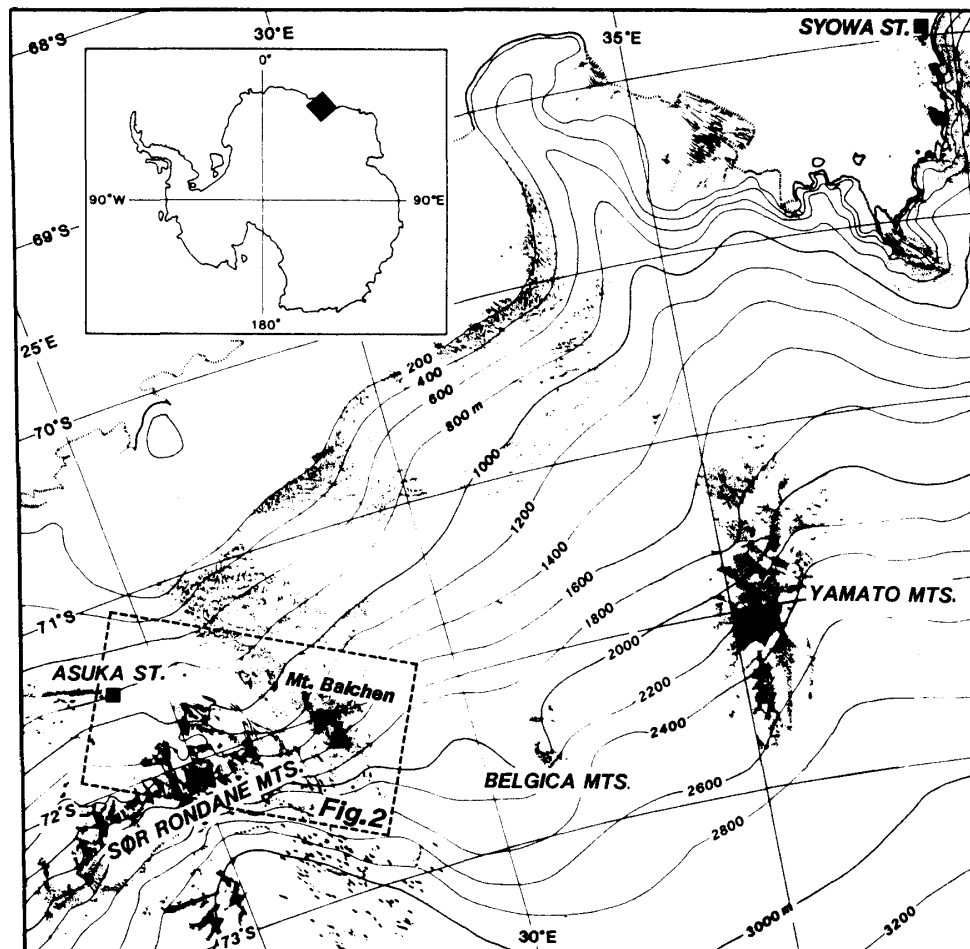 68°S
30°E
35°E
SYOWA ST.
0°
90°W
90°E
180°
69°S
25°E
70°S
71°S
72°S
73°S
30°E
200
400
600
800 m
1000
1200
1400
1600
1800
2000
2200
2400
2600
2800
3000 m
3200
YAMATO MTS.
ASUKA ST.
Mt. Balchen
BELGICA MTS.
SØR RONDANE MTS.
Fig.2